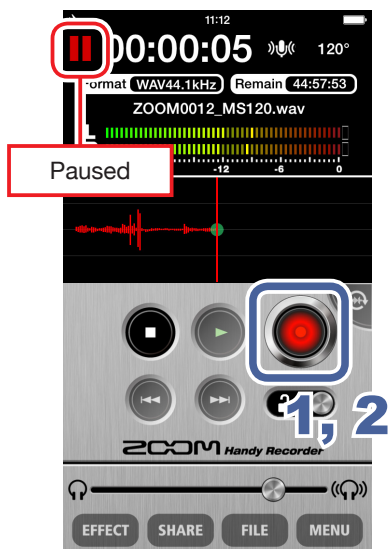 11:12
00:00:05 120°
Format WAV44.1kHz Remain 44:57:53
ZOOM0012_MS120.wav
Paused
-12 -6 0
1, 2
ZOOM Handy Recorder
EFFECT SHARE FILE MENU